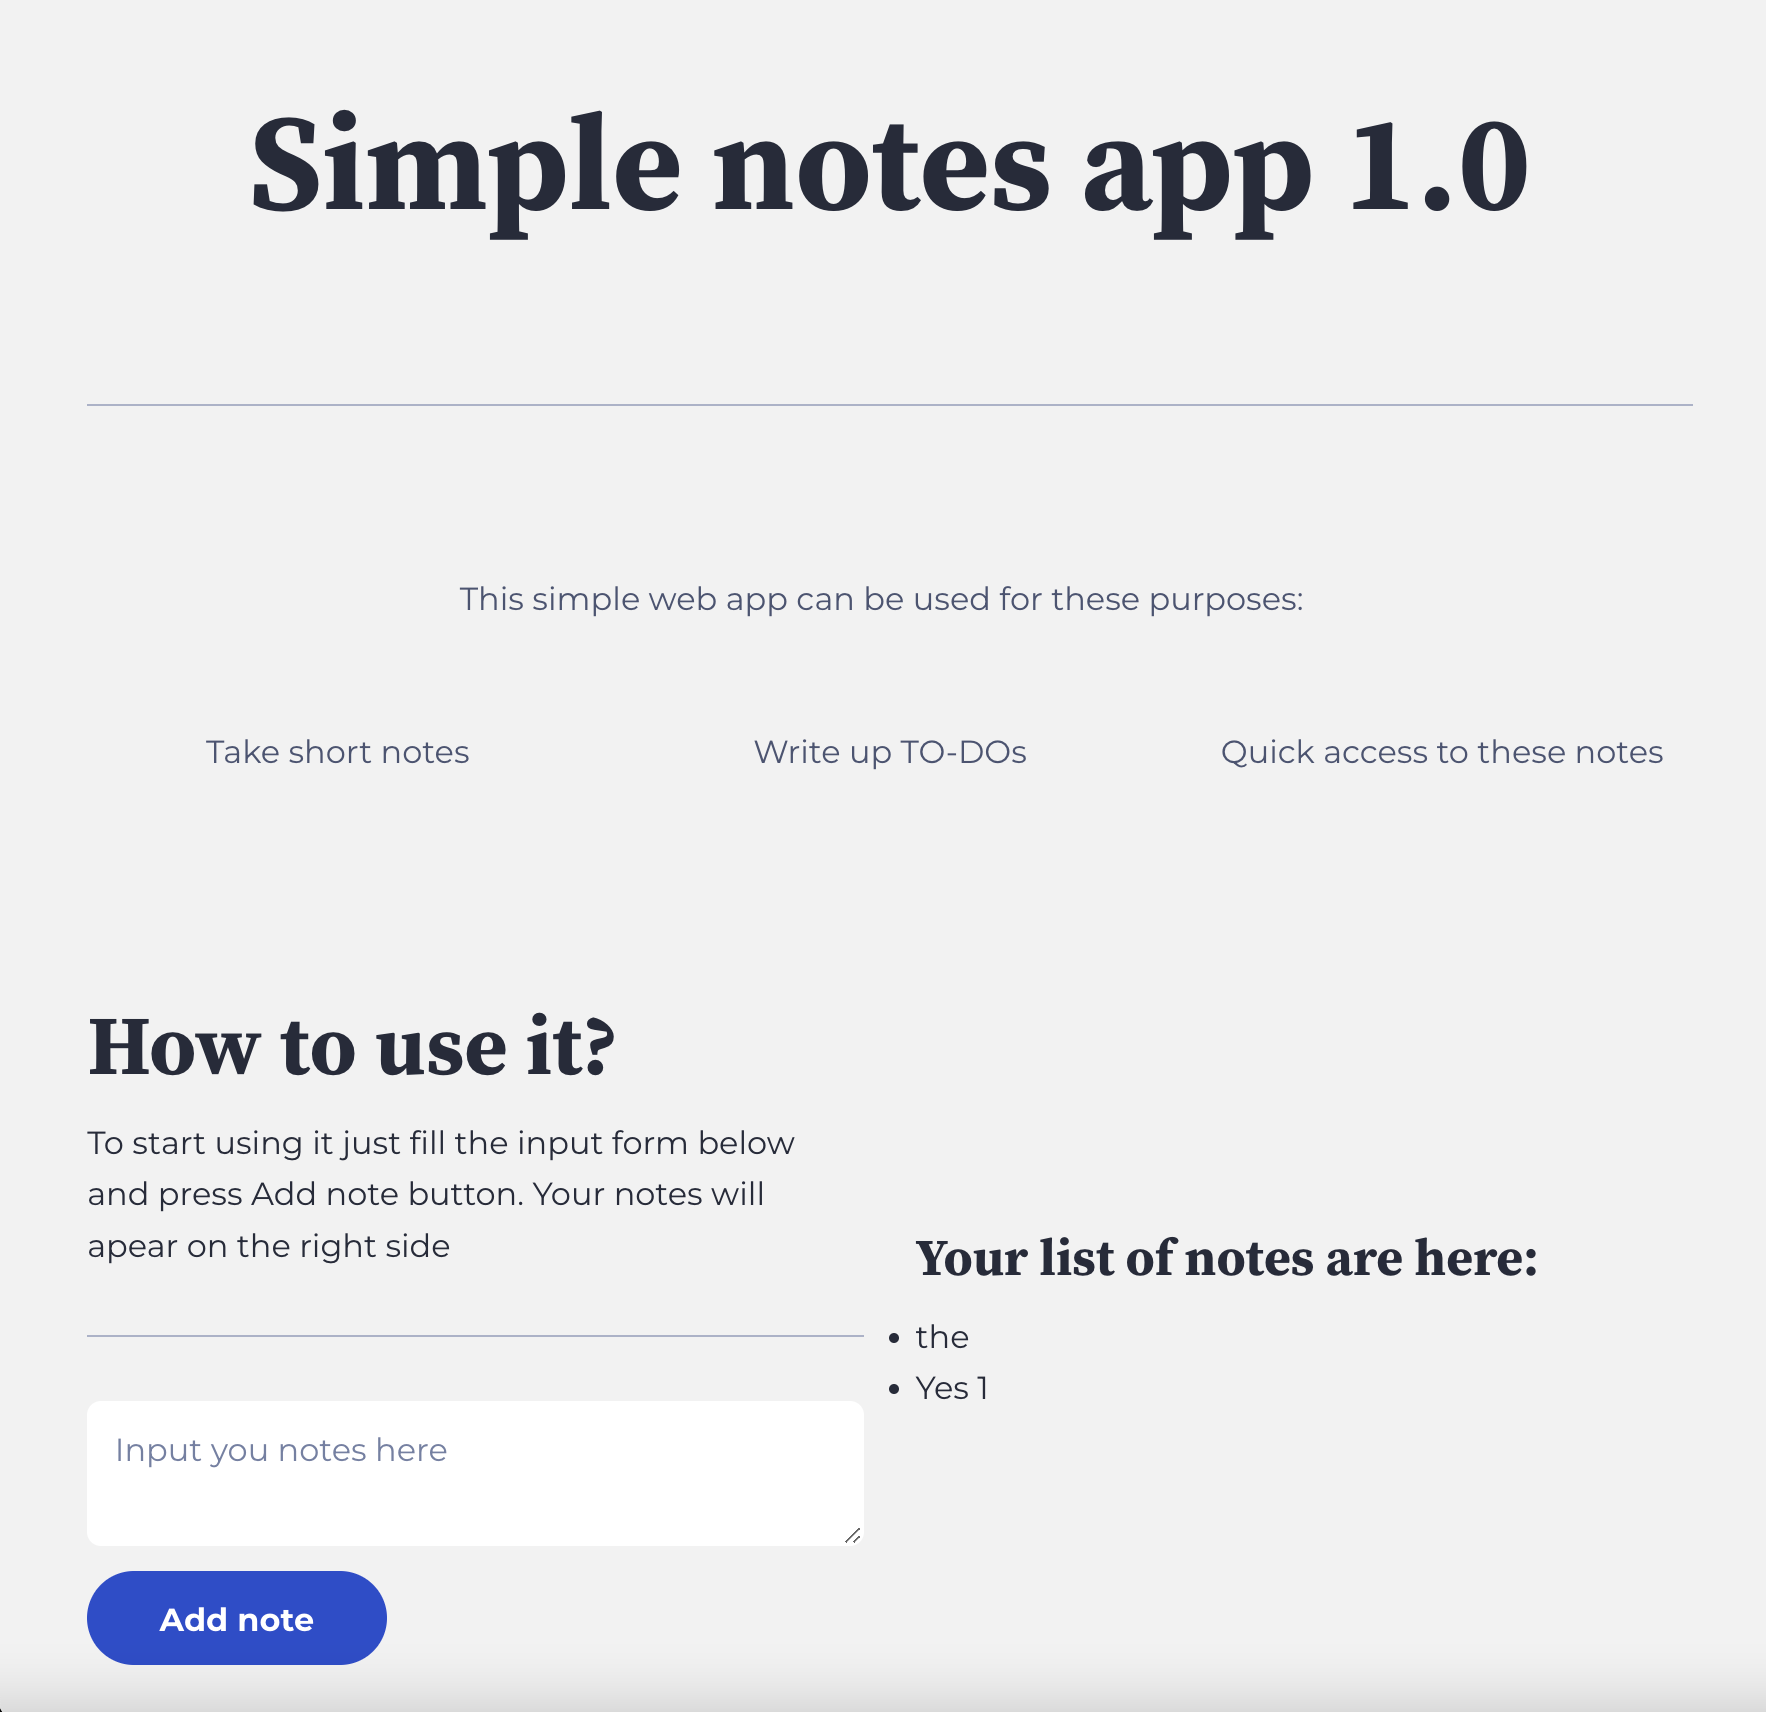 Simple notes app 1.0
This simple web app can be used for these purposes:
Take short notes
Write up TO-DOs
Quick access to these notes
How to use it?
To start using it just fill the input form below
and press Add note button. Your notes will
apear on the right side
Input you notes here
Add note
Your list of notes are here:
the
Yes 1